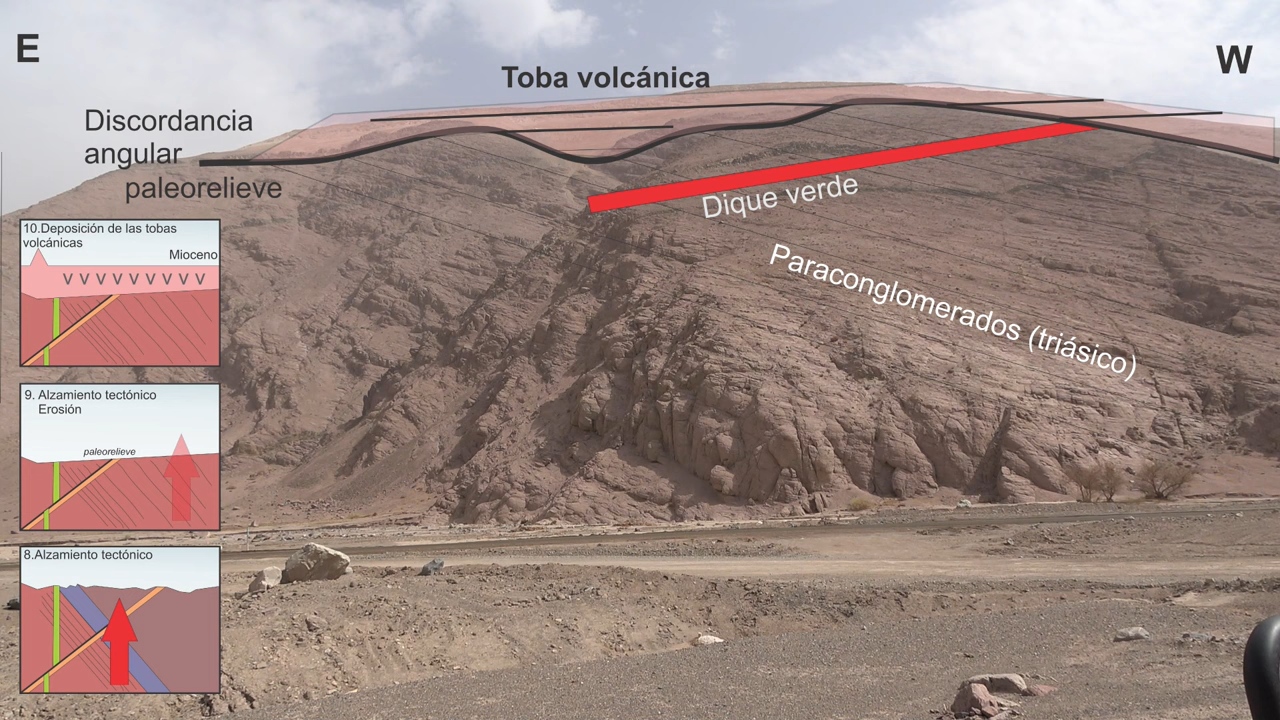 E
W
Toba volcánica
Discordancia
angular
paleorelieve
Dique verde
Paraconglomerados (triásico)
10.Deposición de las tobas
volcánicas
Mioceno
V V V V V V V V
9. Alzamiento tectónico
Erosión
paleorelieve
8.Alzamiento tectónico